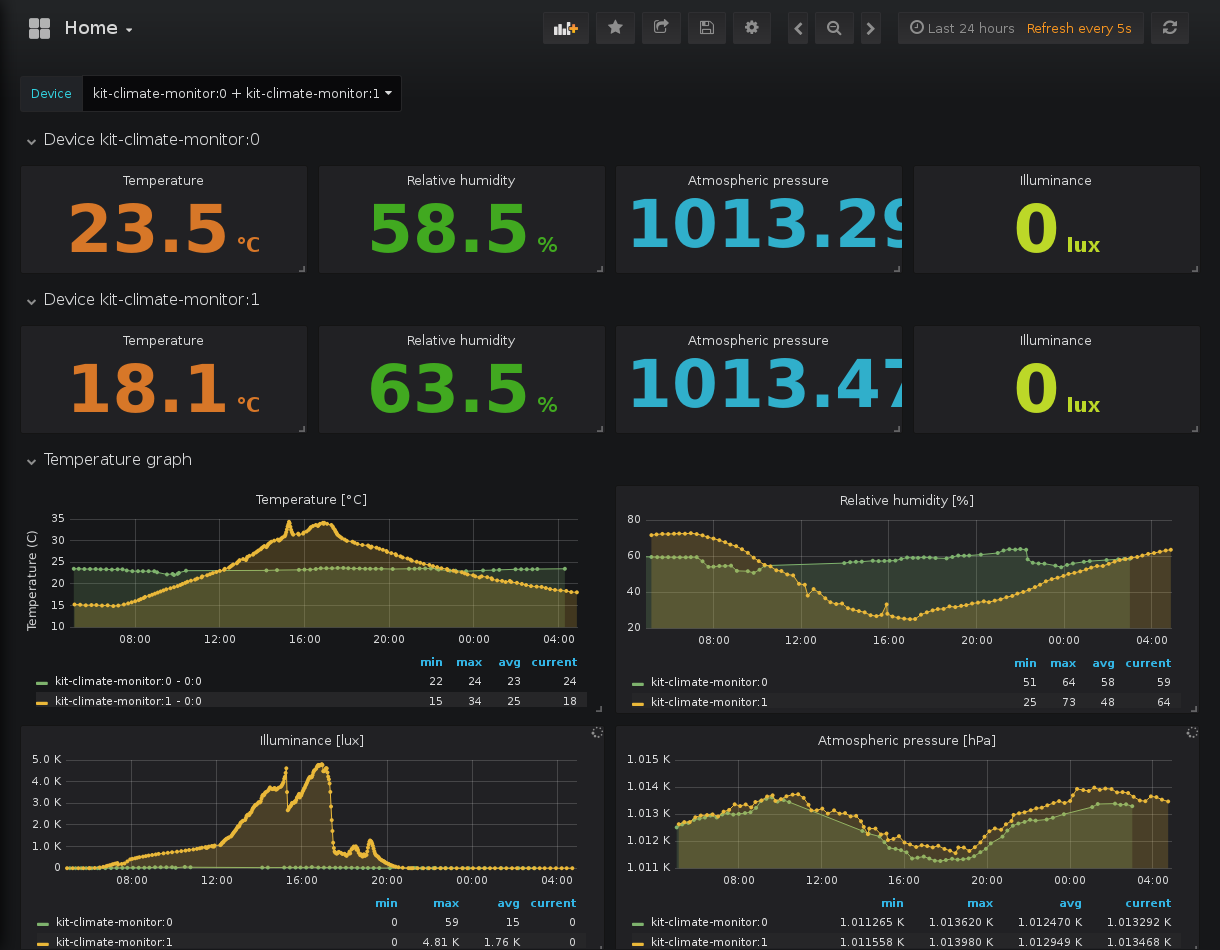 Home
Last 24 hours Refresh every 5s
Device kit-climate-monitor:0 + kit-climate-monitor:1
Device kit-climate-monitor:0
Temperature Relative humidity Atmospheric pressure Illuminance
23.5 °C 58.5 % 1013.29 0 lux
Device kit-climate-monitor:1
Temperature Relative humidity Atmospheric pressure Illuminance
18.1 °C 63.5 % 1013.47 0 lux
Temperature graph
Temperature [°C]
Temperature (C)
35
30
25
20
15
10
08:00 12:00 16:00 20:00 00:00 04:00
min max avg current
kit-climate-monitor:0 - 0:0 22 24 23 24
kit-climate-monitor:1 - 0:0 15 34 25 18
Relative humidity [%]
80
60
40
20
08:00 12:00 16:00 20:00 00:00 04:00
min max avg current
kit-climate-monitor:0 51 64 58 59
kit-climate-monitor:1 25 73 48 64
Illuminance [lux]
5.0 K
4.0 K
3.0 K
2.0 K
1.0 K
0
08:00 12:00 16:00 20:00 00:00 04:00
min max avg current
kit-climate-monitor:0 0 59 15 0
kit-climate-monitor:1 0 4.81 K 1.76 K 0
Atmospheric pressure [hPa]
1.015 K
1.014 K
1.013 K
1.012 K
1.011 K
08:00 12:00 16:00 20:00 00:00 04:00
min max avg current
kit-climate-monitor:0 1.011265 K 1.013620 K 1.012470 K 1.013292 K
kit-climate-monitor:1 1.011558 K 1.013980 K 1.012949 K 1.013468 K